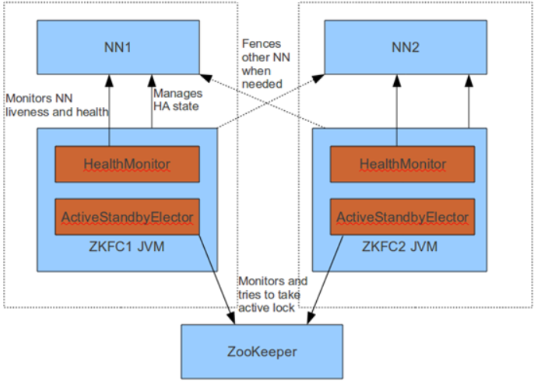 NN1
Fences
other NN
when
needed
NN2
Monitors NN
liveness and health
Manages
HA state
HealthMonitor
HealthMonitor
ActiveStandbyElector
ActiveStandbyElector
ZKFC1 JVM
ZKFC2 JVM
Monitors and
tries to take
active lock
ZooKeeper